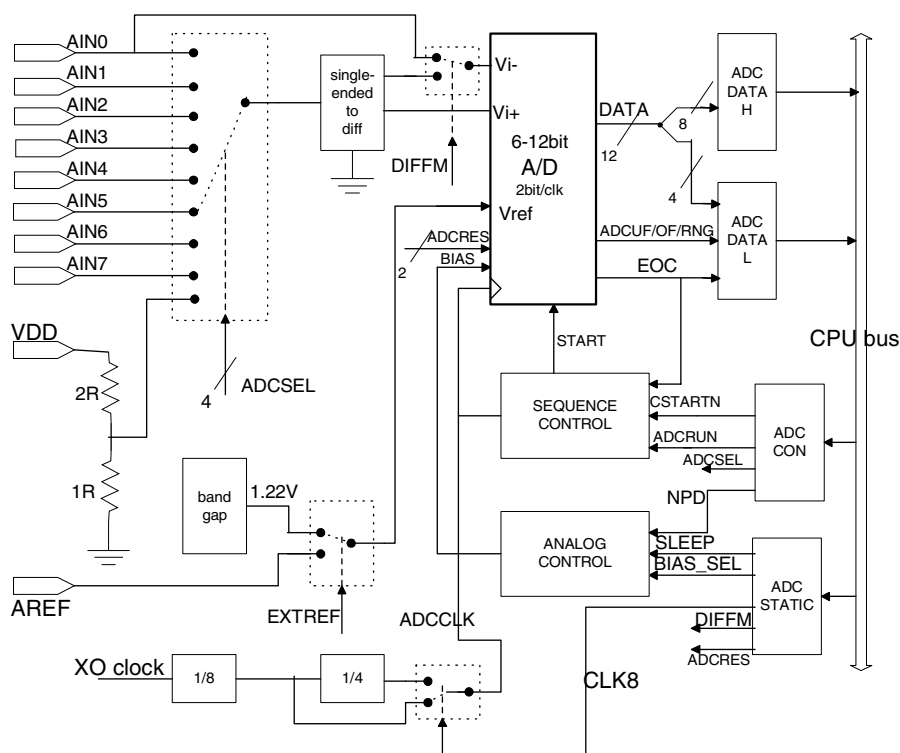 AIN0
AIN1
AIN2
AIN3
AIN4
AIN5
AIN6
AIN7
VDD
2R
1R
4
ADCSEL
single-
ended
to
diff
DIFFM
Vi-
Vi+
6-12bit
A/D
2bit/clk
Vref
ADCRES
2
BIAS
DATA
12
8
4
ADC
DATA
H
ADCUF/OF/RNG
EOC
ADC
DATA
L
CPU bus
START
SEQUENCE
CONTROL
CSTARTN
ADCRUN
ADCSEL
NPD
ADC
CON
band
gap
1.22V
AREF
EXTREF
ADCCLK
ANALOG
CONTROL
SLEEP
BIAS_SEL
ADC
STATIC
DIFFM
ADCRES
XO clock
1/8
1/4
CLK8